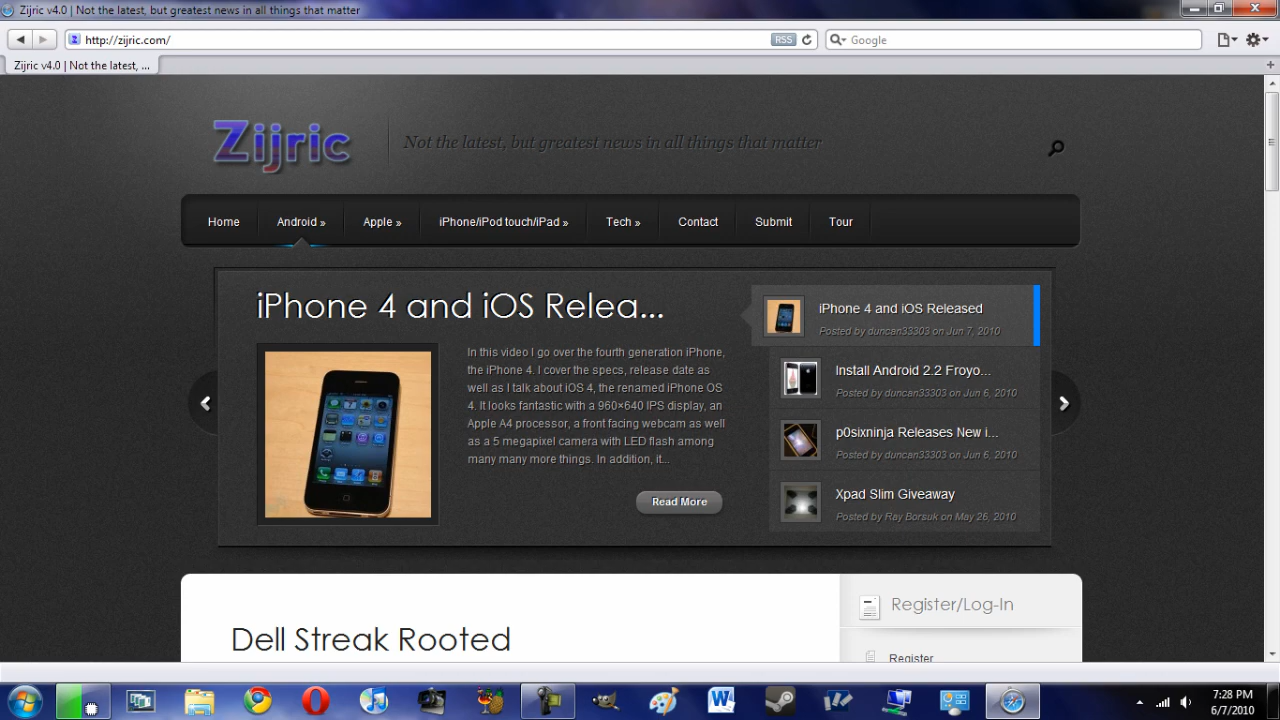 Zijric v4.0 | Not the latest, but greatest news in all things that matter
http://zijric.com/
RSS
Google
Zijric v4.0 | Not the latest, ...
Zijric
Not the latest, but greatest news in all things that matter
Home
Android »
Apple »
iPhone/iPod touch/iPad »
Tech »
Contact
Submit
Tour
iPhone 4 and iOS Relea...
In this video I go over the fourth generation iPhone,
the iPhone 4. I cover the specs, release date as
well as I talk about iOS 4, the renamed iPhone OS
4. It looks fantastic with a 960×640 IPS display, an
Apple A4 processor, a front facing webcam as well
as a 5 megapixel camera with LED flash among
many many more things. In addition, it...
Read More
iPhone 4 and iOS Released
Posted by duncan33303 on Jun 7, 2010
Install Android 2.2 Froyo...
Posted by duncan33303 on Jun 6, 2010
p0sixninja Releases New i...
Posted by duncan33303 on Jun 6, 2010
Xpad Slim Giveaway
Posted by Ray Borsuk on May 26, 2010
Dell Streak Rooted
Register/Log-In
Register
7:28 PM
6/7/2010